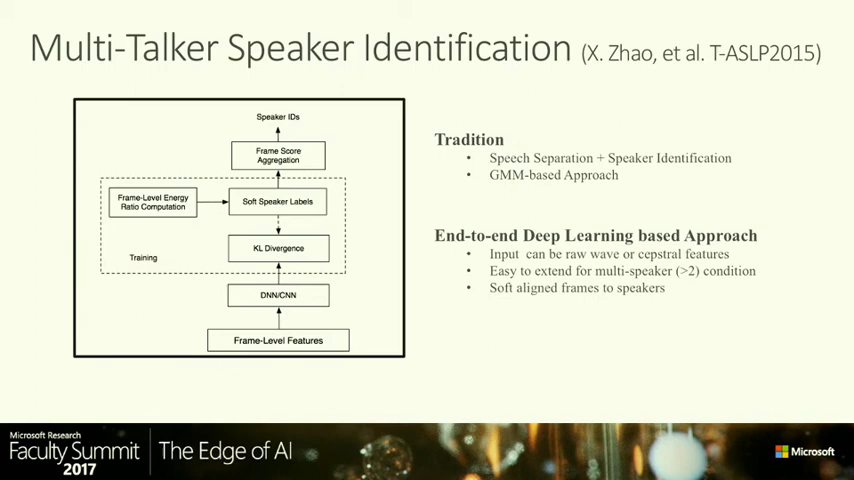 Multi-Talker Speaker Identification (X. Zhao, et al. T-ASLP2015)
Speaker IDs
Frame Score
Aggregation
Frame-Level Energy
Ratio Computation
Soft Speaker Labels
KL Divergence
Training
DNN/CNN
Frame-Level Features
Tradition
• Speech Separation + Speaker Identification
• GMM-based Approach
End-to-end Deep Learning based Approach
• Input can be raw wave or cepstral features
• Easy to extend for multi-speaker (>2) condition
• Soft aligned frames to speakers
Microsoft Research
Faculty Summit
2017
The Edge of AI
Microsoft